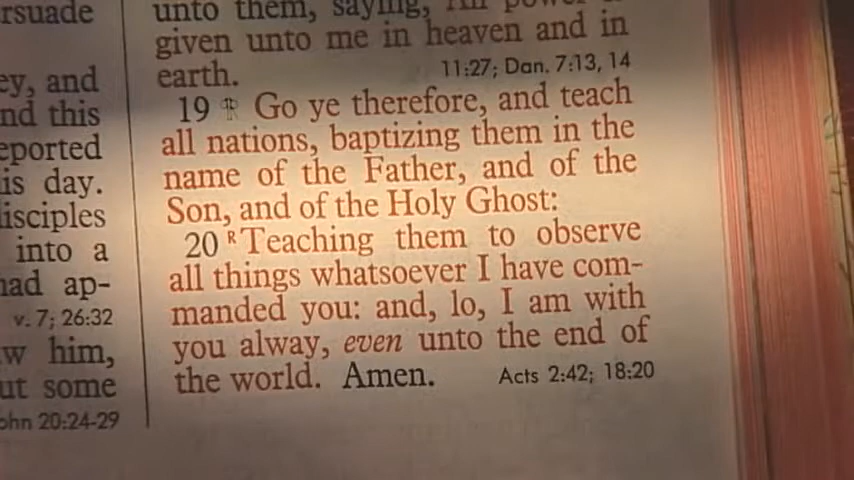 rsuade
ey, and
nd this
eported
is day.
isciples
into a
had ap-
v. 7; 26:32
w him,
ut some
ohn 20:24-29
unto them, saying, All power is
given unto me in heaven and in
earth. 11:27; Dan. 7:13, 14
19 Go ye therefore, and teach
all nations, baptizing them in the
name of the Father, and of the
Son, and of the Holy Ghost:
20 R Teaching them to observe
all things whatsoever I have com-
manded you: and, lo, I am with
you alway, even unto the end of
the world. Amen. Acts 2:42; 18:20